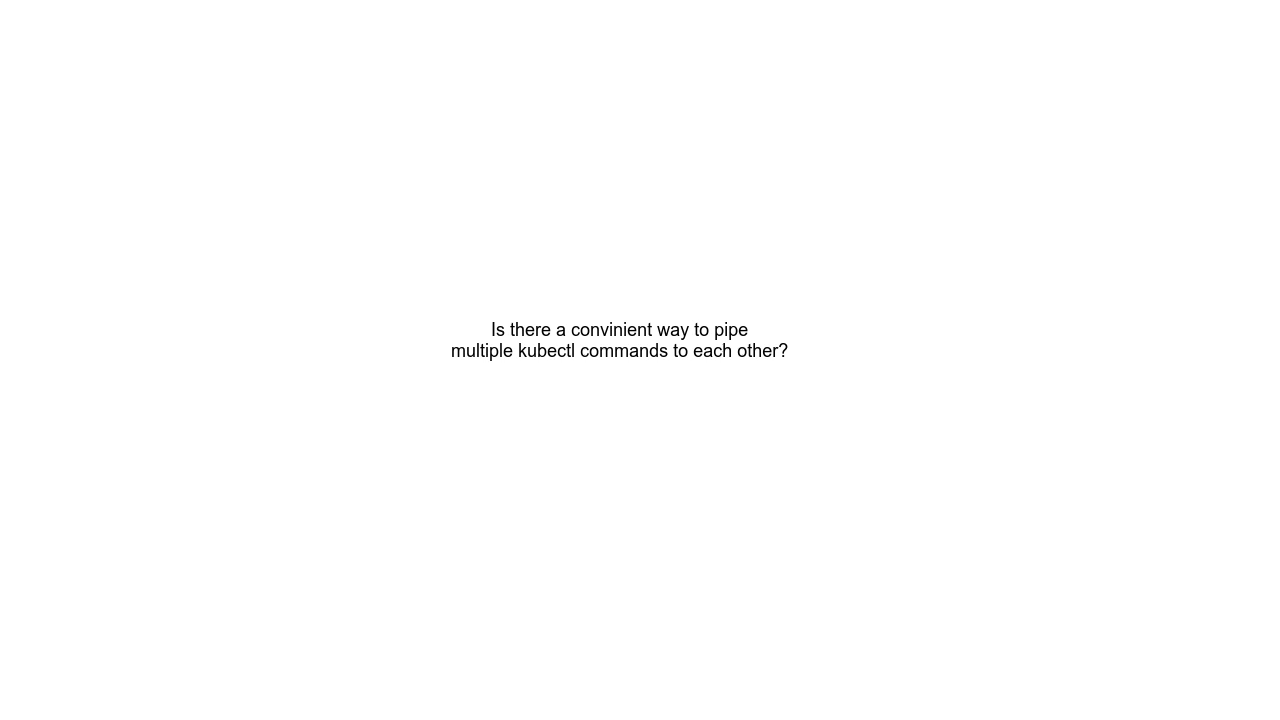 Is there a convinient way to pipe
multiple kubectl commands to each other?